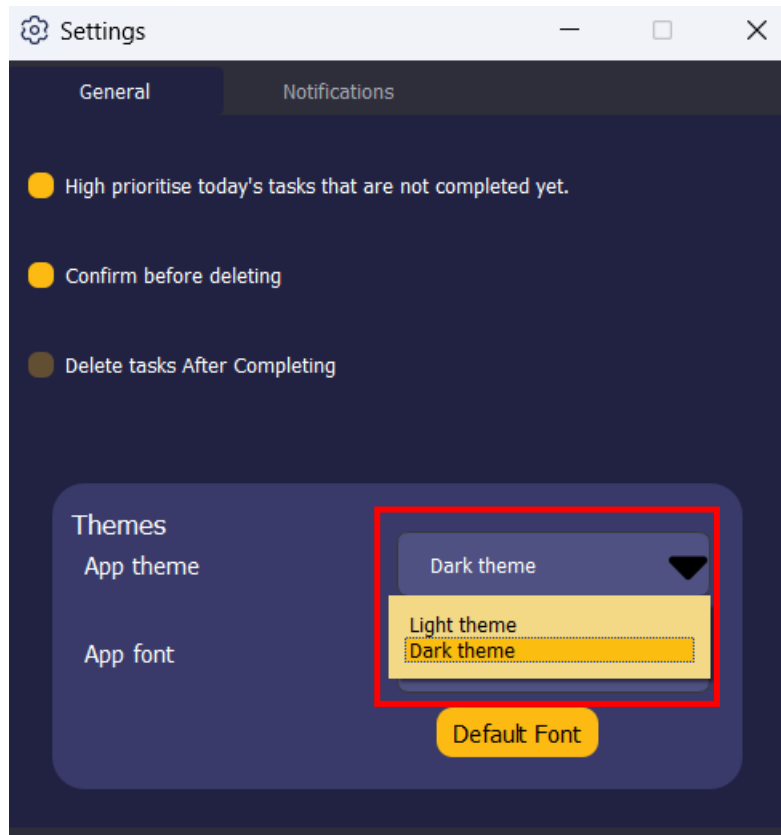 Settings
General
Notifications
High prioritise today's tasks that are not completed yet.
Confirm before deleting
Delete tasks After Completing
Themes
App theme
Dark theme
Light theme
Dark theme
App font
Default Font